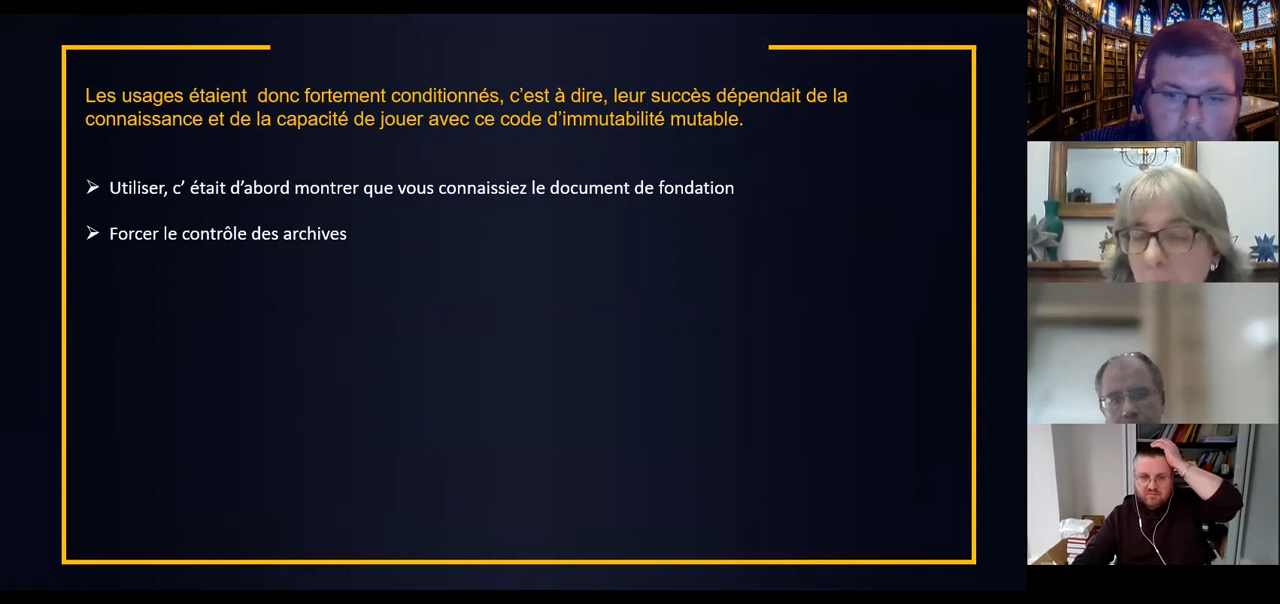 Les usages étaient  donc fortement conditionnés, c’est à dire, leur succès dépendait de la
connaissance et de la capacité de jouer avec ce code d’immutabilité mutable.
➢ Utiliser, c’ était d’abord montrer que vous connaissiez le document de fondation
➢ Forcer le contrôle des archives